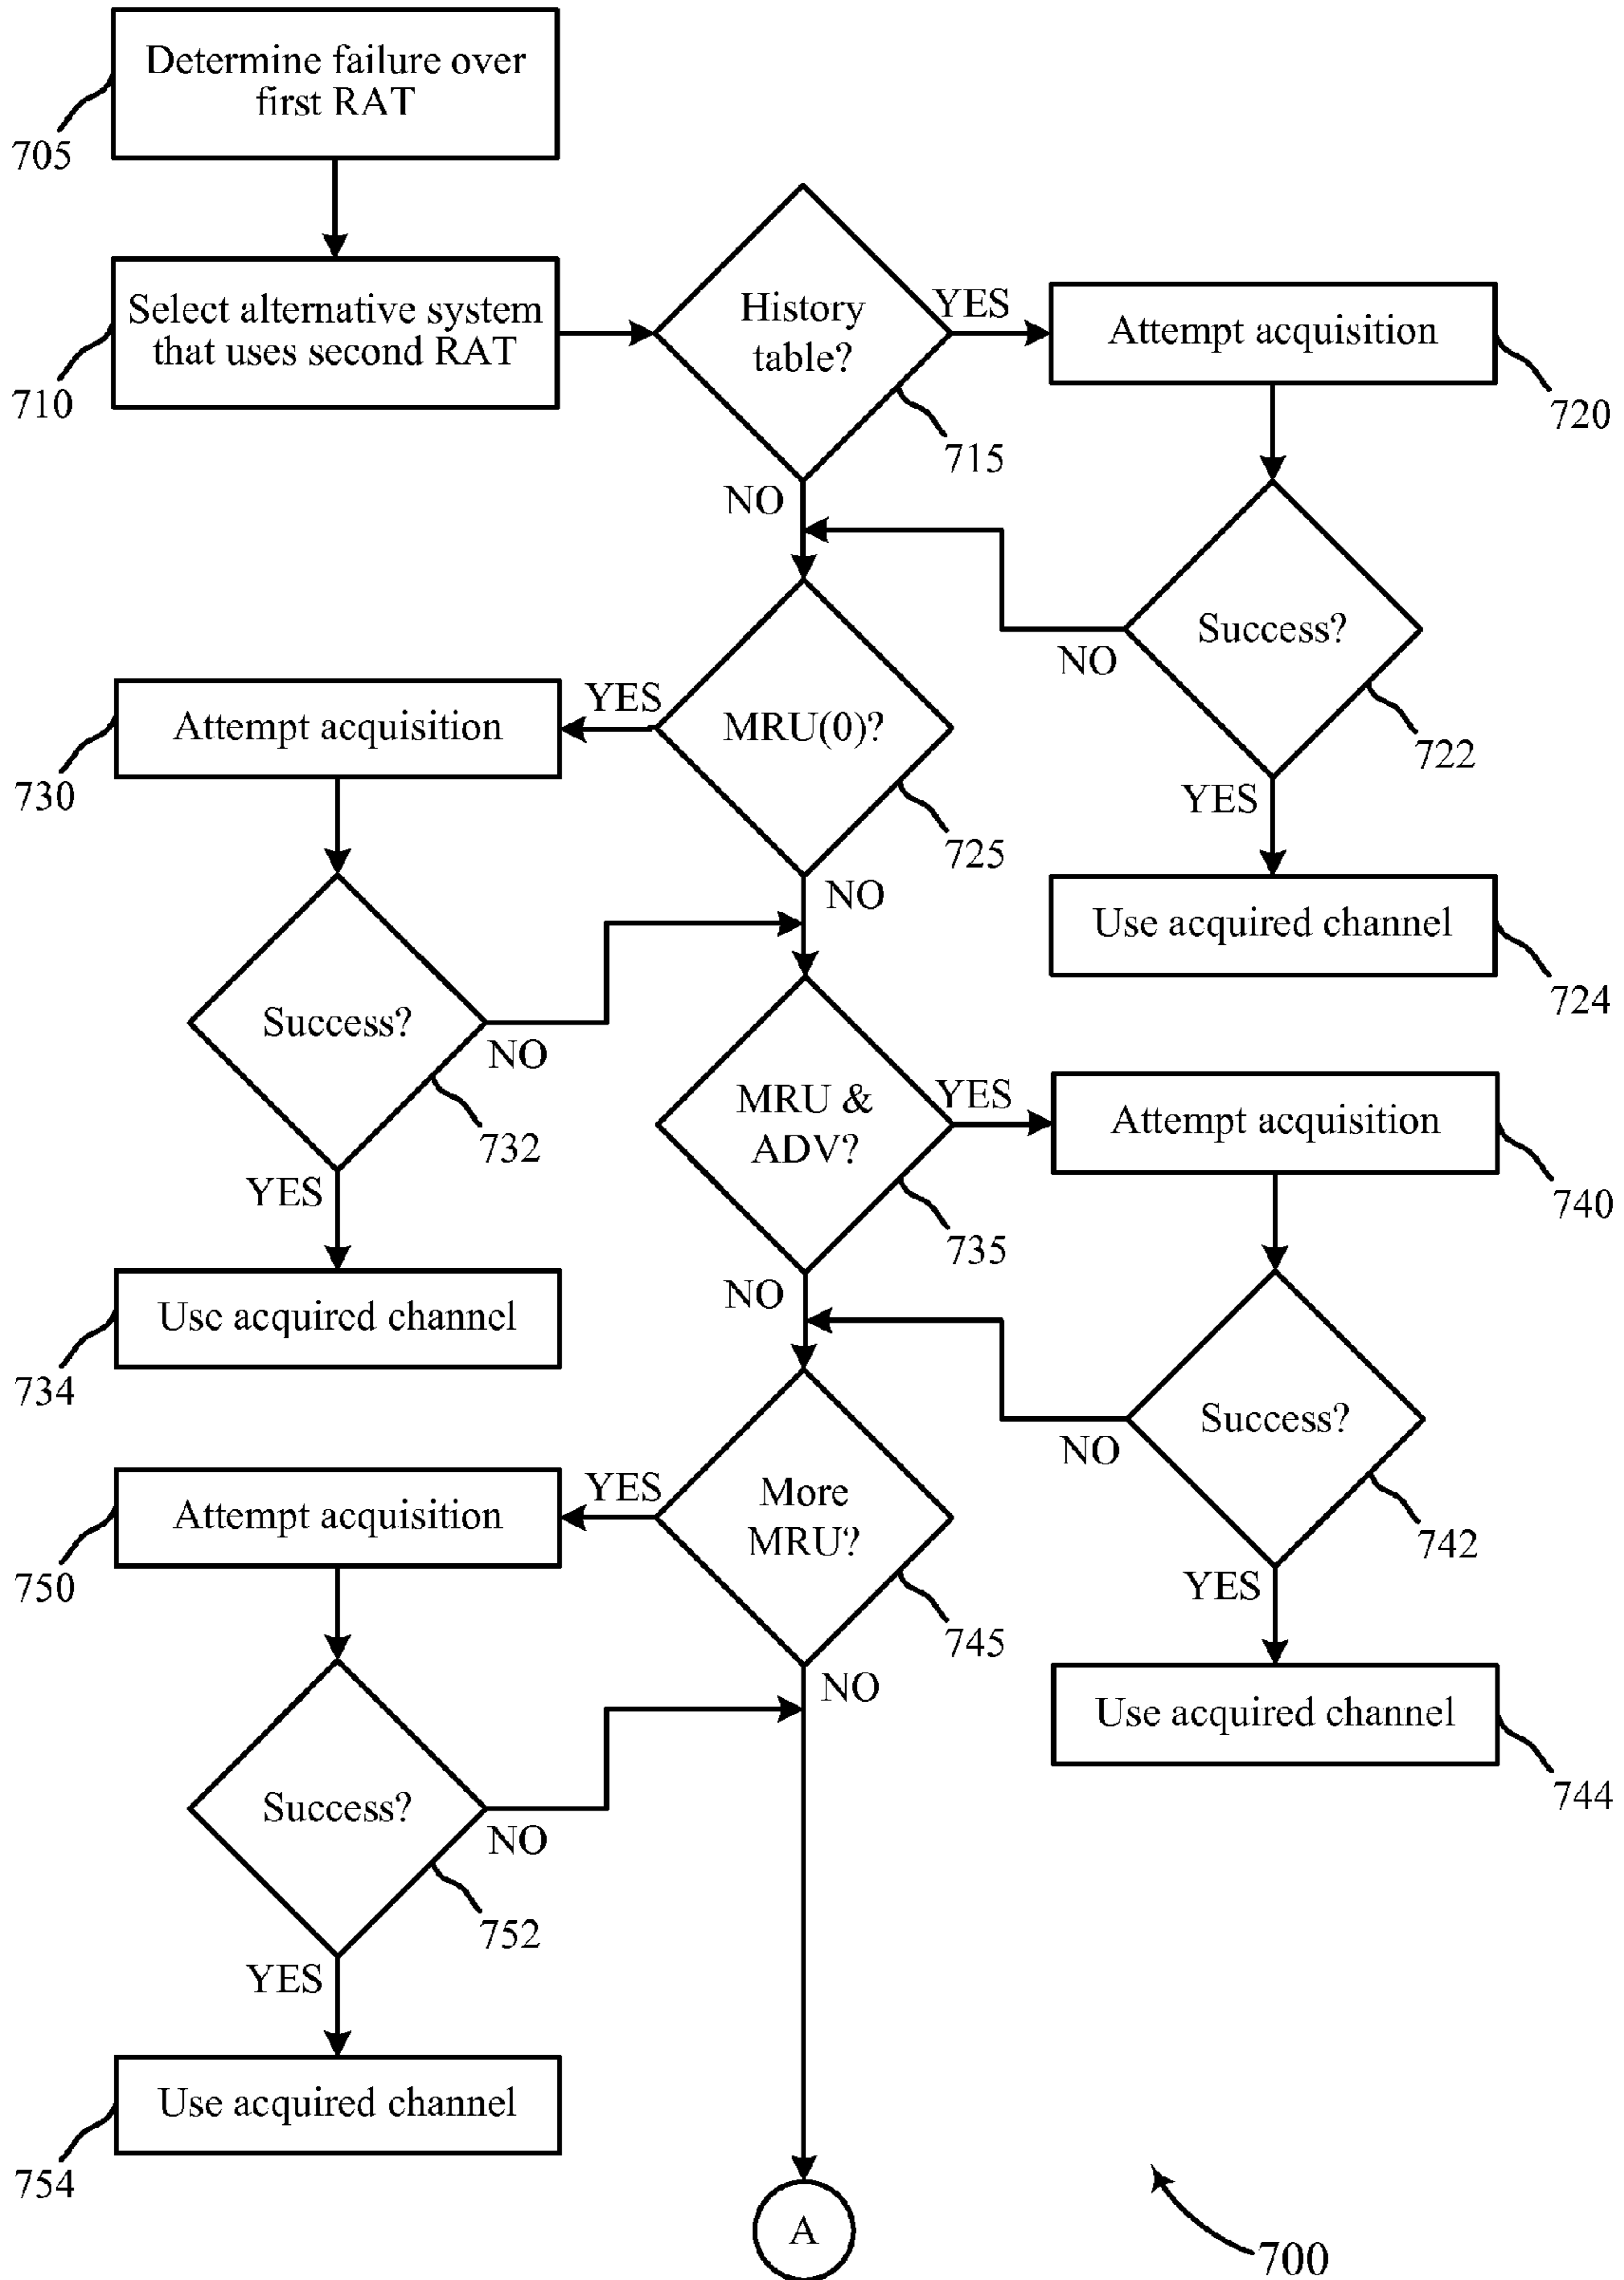 Determine failure over
first RAT
705
Select alternative system
that uses second RAT
710
History
table?
715
YES
NO
Attempt acquisition
720
Success?
722
NO
YES
Use acquired channel
724
MRU(0)?
725
YES
NO
Attempt acquisition
730
Success?
732
NO
YES
Use acquired channel
734
MRU &
ADV?
735
YES
NO
Attempt acquisition
740
Success?
742
NO
YES
Use acquired channel
744
More
MRU?
745
YES
NO
Attempt acquisition
750
Success?
752
NO
YES
Use acquired channel
754
A
700